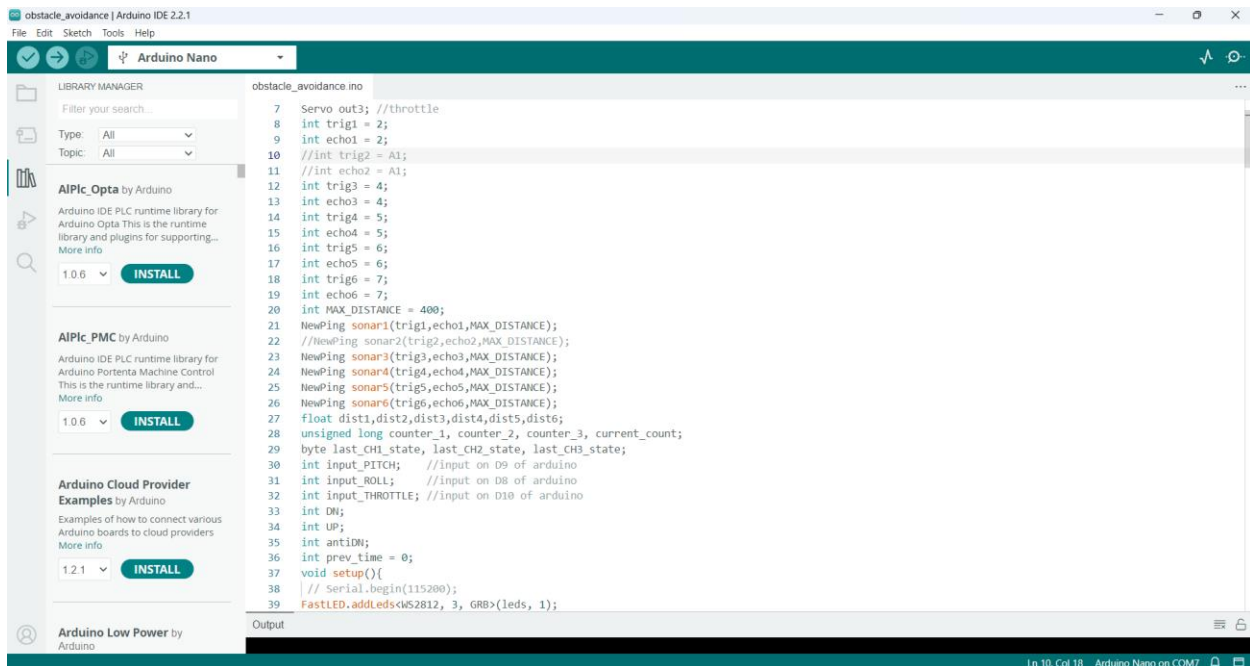 obstacle_avoidance | Arduino IDE 2.2.1
File Edit Sketch Tools Help
Arduino Nano
LIBRARY MANAGER
Filter your search...
Type: All
Topic: All
AIPlc_Opta by Arduino
Arduino IDE PLC runtime library for
Arduino Opta This is the runtime
library and plugins for supporting...
More info
1.0.6 INSTALL
AIPlc_PMC by Arduino
Arduino IDE PLC runtime library for
Arduino Portenta Machine Control
This is the runtime library and...
More info
1.0.6 INSTALL
Arduino Cloud Provider
Examples by Arduino
Examples of how to connect various
Arduino boards to cloud providers
More info
1.2.1 INSTALL
Arduino Low Power by
Arduino
obstacle_avoidance.ino
7 Servo out3; //throttle
8 int trig1 = 2;
9 int echo1 = 2;
10 //int trig2 = A1;
11 //int echo2 = A1;
12 int trig3 = 4;
13 int echo3 = 4;
14 int trig4 = 5;
15 int echo4 = 5;
16 int trig5 = 6;
17 int echo5 = 6;
18 int trig6 = 7;
19 int echo6 = 7;
20 int MAX_DISTANCE = 400;
21 NewPing sonar1(trig1,echo1,MAX_DISTANCE);
22 //NewPing sonar2(trig2,echo2,MAX_DISTANCE);
23 NewPing sonar3(trig3,echo3,MAX_DISTANCE);
24 NewPing sonar4(trig4,echo4,MAX_DISTANCE);
25 NewPing sonar5(trig5,echo5,MAX_DISTANCE);
26 NewPing sonar6(trig6,echo6,MAX_DISTANCE);
27 float dist1,dist2,dist3,dist4,dist5,dist6;
28 unsigned long counter_1, counter_2, counter_3, current_count;
29 byte last_CH1_state, last_CH2_state, last_CH3_state;
30 int input_PITCH; //input on D9 of arduino
31 int input_ROLL; //input on D8 of arduino
32 int input_THROTTLE; //input on D10 of arduino
33 int DN;
34 int UP;
35 int antiDN;
36 int prev_time = 0;
37 void setup(){
38 // Serial.begin(115200);
39 FastLED.addLeds<WS2812, 3, GRB>(leds, 1);
Output
Ln 10, Col 18 Arduino Nano on COM7